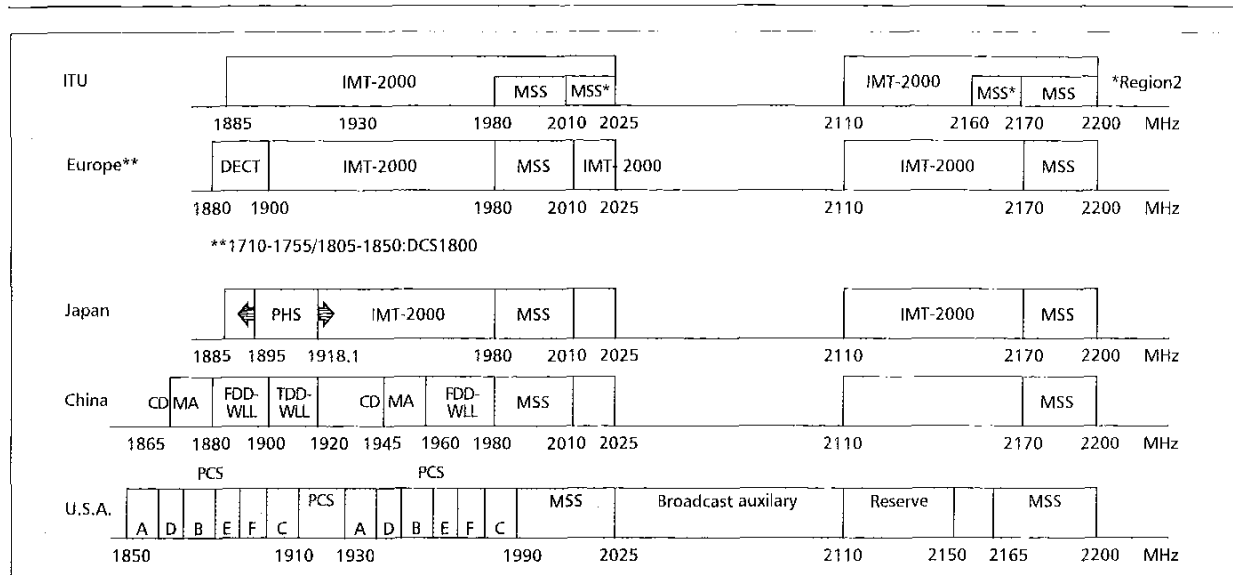 ITU IMT-2000 MSS MSS* IMT-2000 MSS* MSS *Region2
1885 1930 1980 2010 2025 2110 2160 2170 2200 MHz
Europe** DECT IMT-2000 MSS IMT-2000 IMT-2000 MSS
1880 1900 1980 2010 2025 2110 2170 2200 MHz
**1710-1755/1805-1850:DCS1800
Japan PHS IMT-2000 MSS IMT-2000 MSS
1885 1895 1918.1 1980 2010 2025 2110 2170 2200 MHz
China CDMA FDD-WLL TDD-WLL CDMA FDD-WLL MSS MSS
1865 1880 1900 1920 1945 1960 1980 2010 2025 2110 2170 2200 MHz
PCS PCS
U.S.A. A D B E F C PCS A D B E F C MSS Broadcast auxilary Reserve MSS
1850 1910 1930 1990 2025 2110 2150 2165 2200 MHz